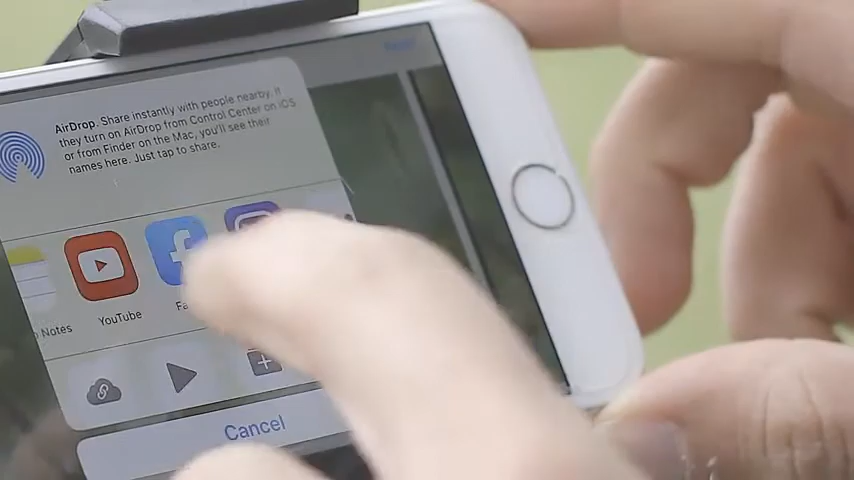 AirDrop. Share instantly with people nearby. If
they turn on AirDrop from Control Center on iOS
or from Finder on the Mac, you'll see their
names here. Just tap to share.
Notes
YouTube
Fa
Cancel